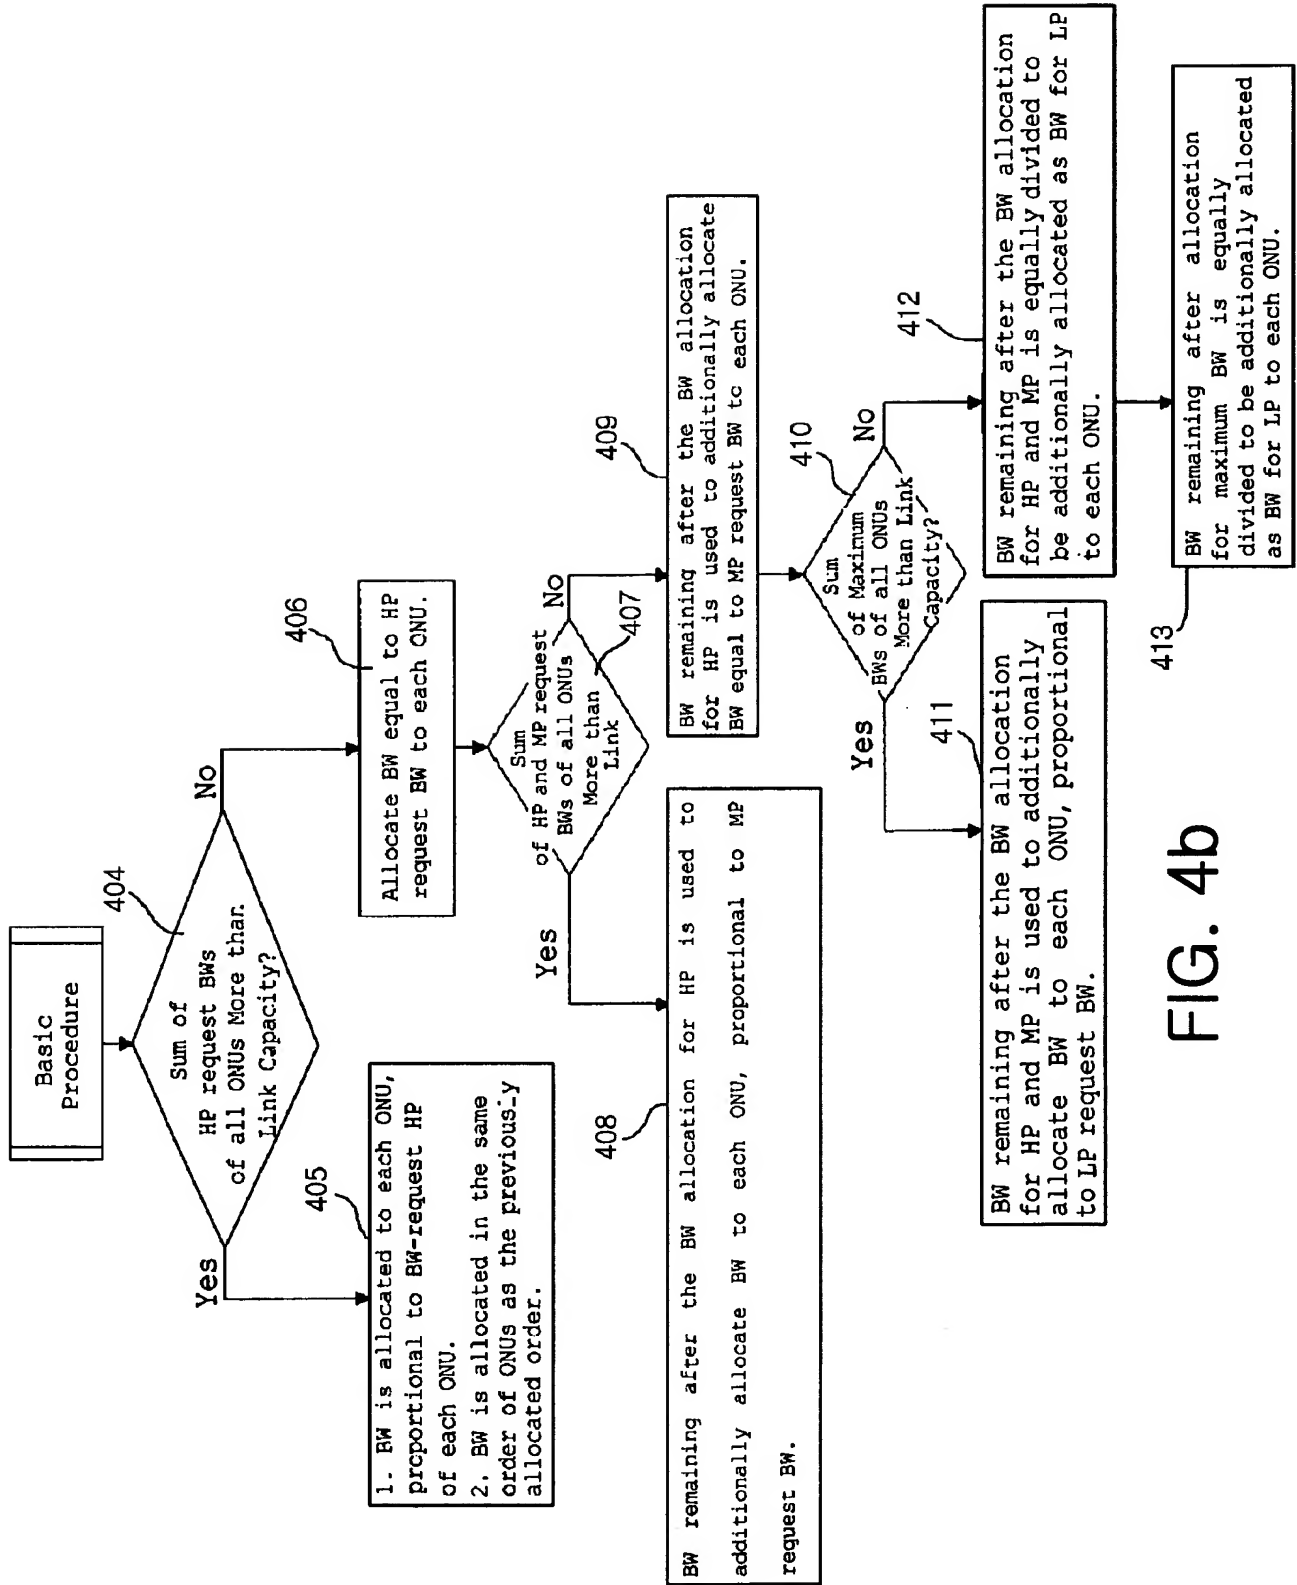 Basic
Procedure
404
Sum of
HP request BWs
of all ONUs More than.
Link Capacity?
Yes
No
405
1. BW is allocated to each ONU,
proportional to BW-request HP
of each ONU.
2. BW is allocated in the same
order of ONUs as the previous_y
allocated order.
406
Allocate BW equal to HP
request BW to each ONU.
Sum
of HP and MP request
BWs of all ONUs
More than
Link
407
Yes
No
408
BW remaining after the BW allocation for HP is used to
additionally allocate BW to each ONU, proportional to MP
request BW.
409
BW remaining after the BW allocation
for HP is used to additionally allocate
BW equal to MP request BW to each ONU.
410
Sum
of Maximum
BWs of all ONUs
More than Link
Capacity?
Yes
No
411
BW remaining after the BW allocation
for HP and MP is used to additionally
allocate BW to each ONU, proportional
to LP request BW.
412
BW remaining after the BW allocation
for HP and MP is equally divided to
be additionally allocated as BW for LP
to each ONU.
413
BW remaining after allocation
for maximum BW is equally
divided to be additionally allocated
as BW for LP to each ONU.
FIG. 4b